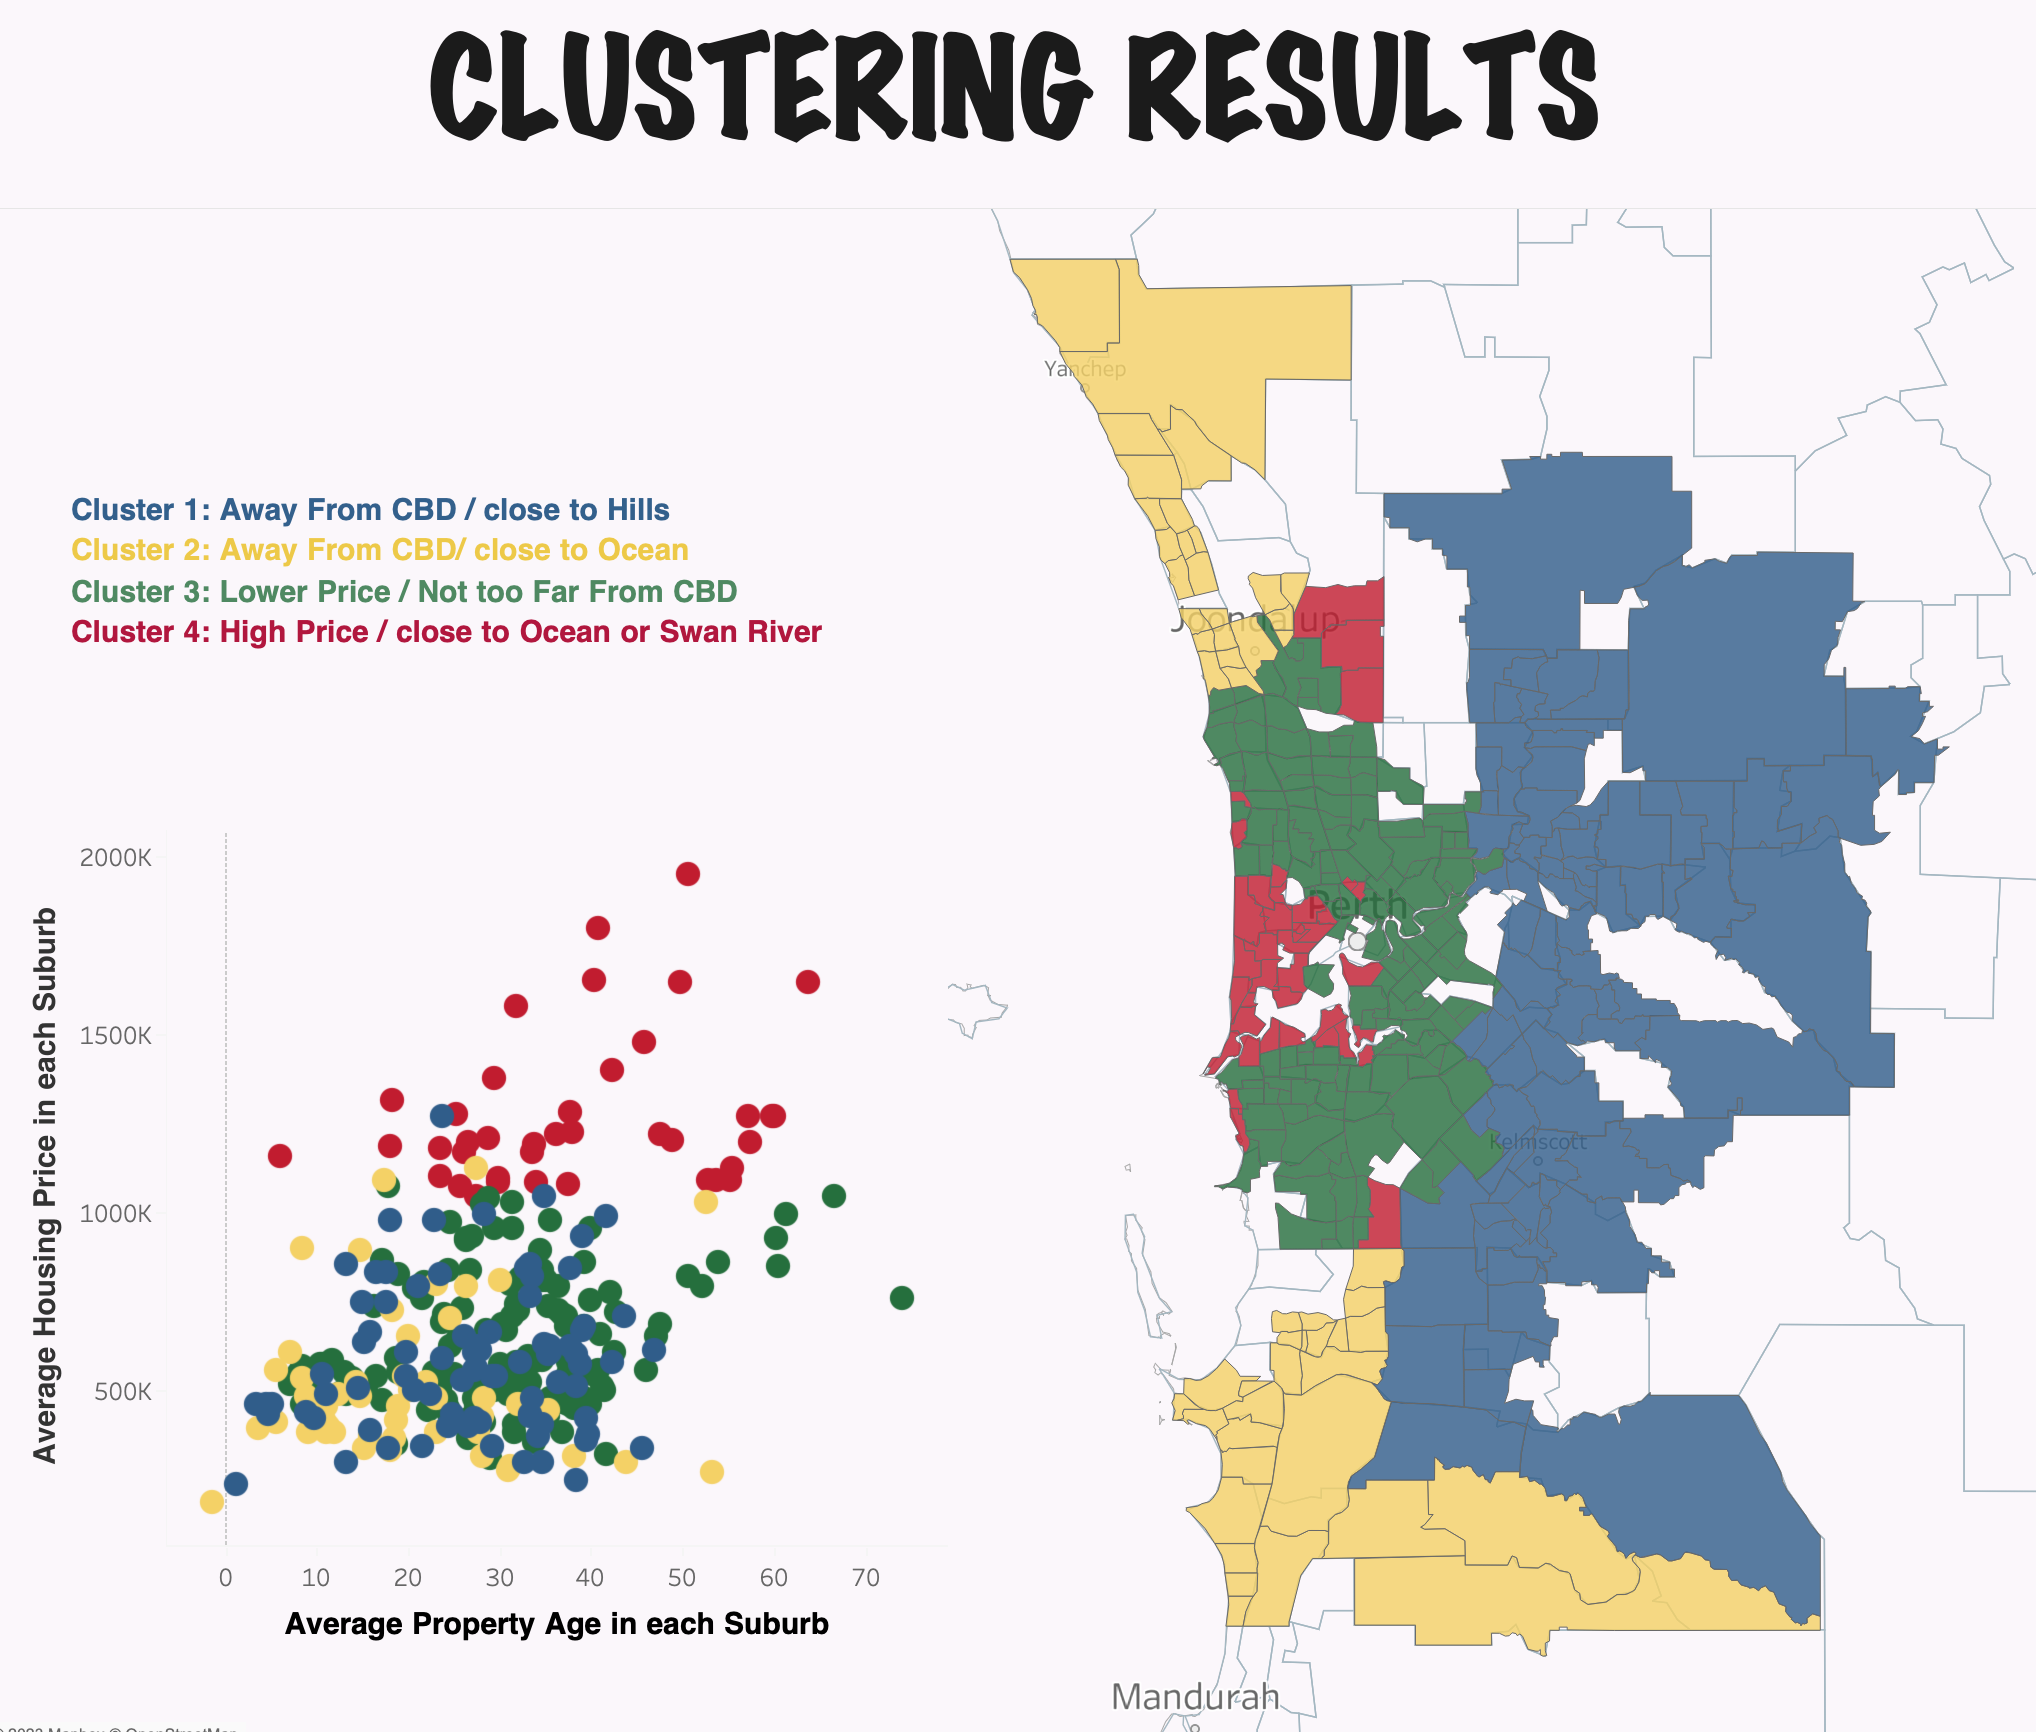 CLUSTERING RESULTS
Cluster 1: Away From CBD / close to Hills
Cluster 2: Away From CBD/ close to Ocean
Cluster 3: Lower Price / Not too Far From CBD
Cluster 4: High Price / close to Ocean or Swan River
Average Housing Price in each Suburb
2000K
1500K
1000K
500K
0 10 20 30 40 50 60 70
Average Property Age in each Suburb
Yanchep
Joondalup
Perth
Kelmscott
Mandurah